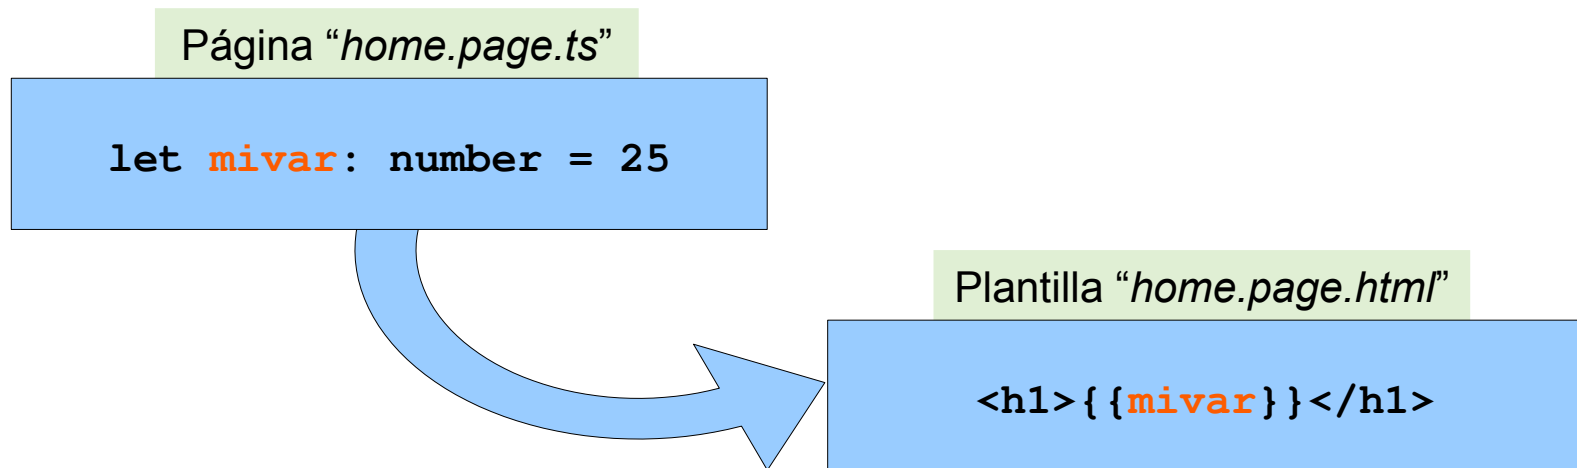 Página “home.page.ts”
let mivar: number = 25
Plantilla “home.page.html”
<h1>{{mivar}}</h1>